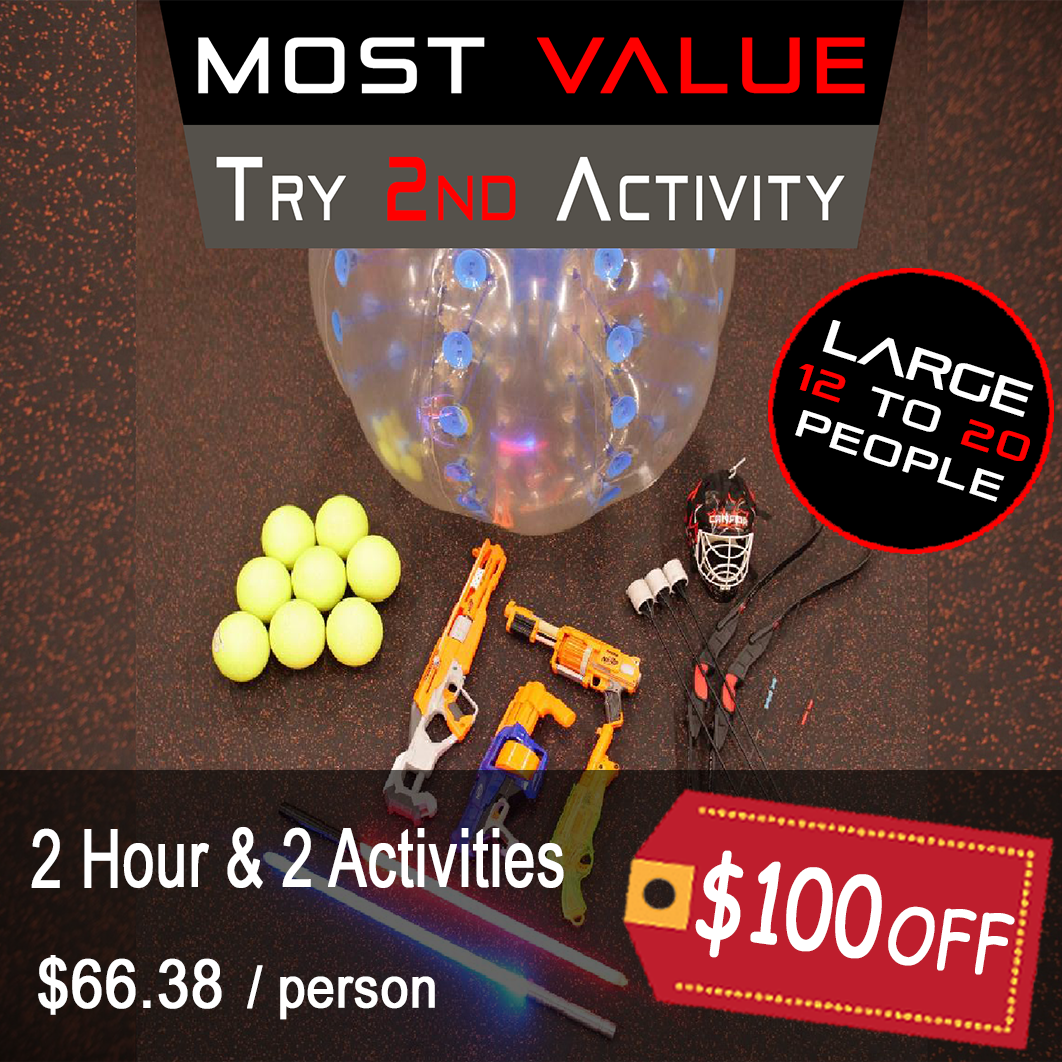 MOST VALUE
TRY 2ND ACTIVITY
LARGE
12 TO 20
PEOPLE
CANADA
2 Hour & 2 Activities
$100 OFF
$66.38 / person